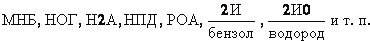 МНБ, НОГ, Н2А, НПД, РОА, 2И/бензол, 2И0/водород и т. п.